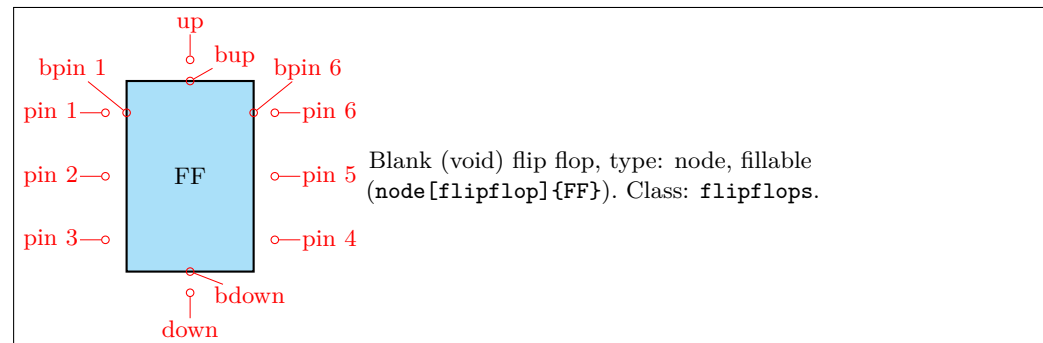 up
bup
bpin 1
bpin 6
pin 1
pin 6
pin 2
FF
pin 5
pin 3
pin 4
bdown
down
Blank (void) flip flop, type: node, fillable
(node[flipflop]{FF}). Class: flipflops.